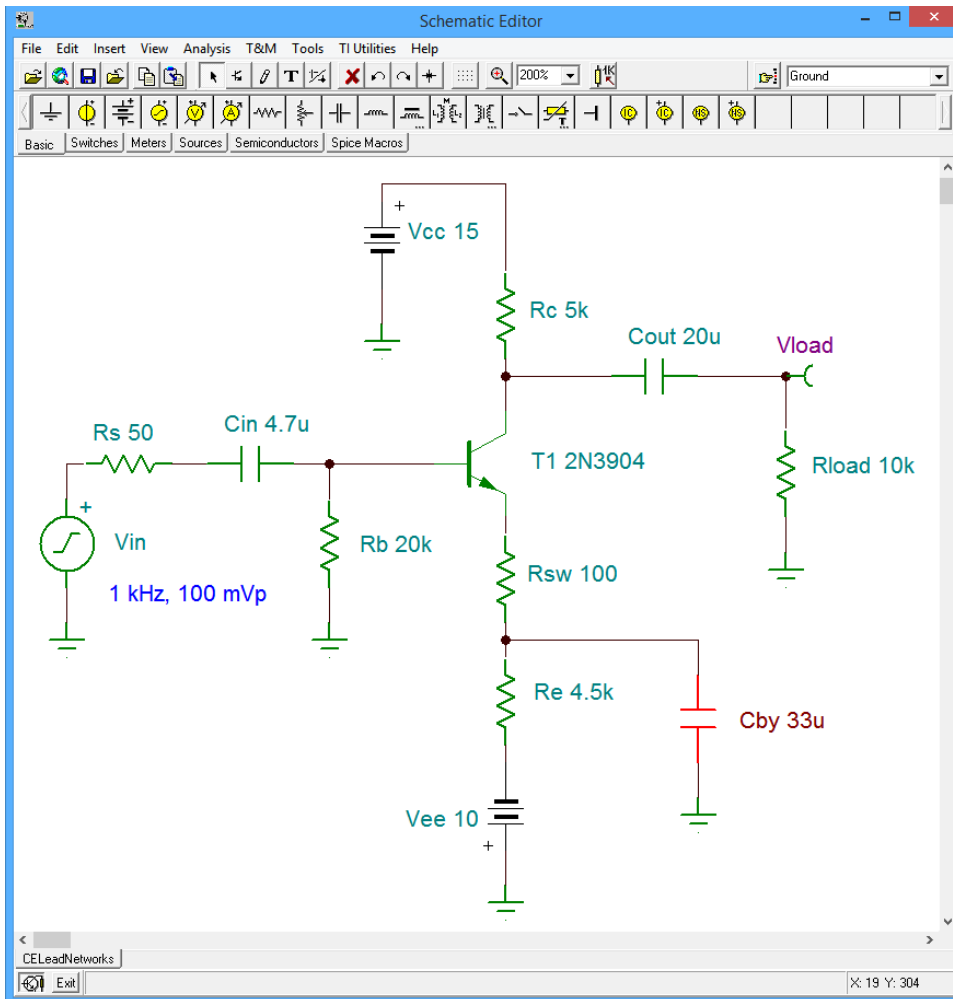 Schematic Editor
File Edit Insert View Analysis T&M Tools TI Utilities Help
200% Ground
Basic Switches Meters Sources Semiconductors Spice Macros
+
Vcc 15
Rc 5k
Cout 20u
Vload
Cin 4.7u
Rs 50
T1 2N3904
Rload 10k
+
Vin
Rb 20k
Rsw 100
1 kHz, 100 mVp
Re 4.5k
Cby 33u
Vee 10
+
CELeadNetworks
Exit X: 19 Y: 304